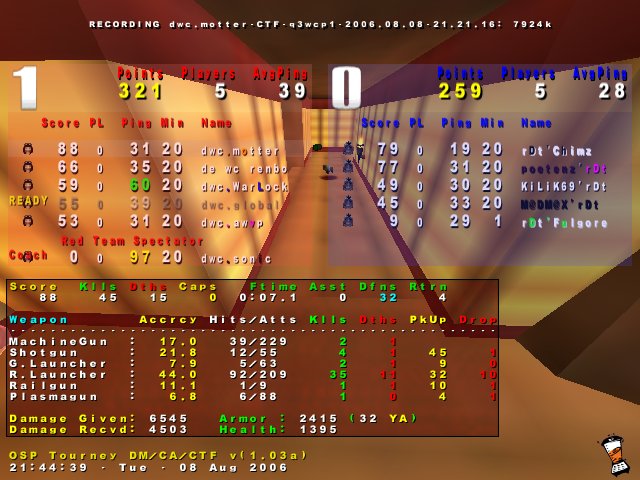 RECORDING dwc.motter-CTF-q3wcp1-2006.08.08-21.21.16: 7924k
1 Points Players AvgPing 0 Points Players AvgPing
321 5 39 259 5 28
Score PL Ping Min Name Score PL Ping Min Name
88 0 31 20 dwc.motter 79 0 19 20 rDt'Chimz
66 0 35 20 de wc renbo 77 0 31 20 poetenz'rDt
59 0 60 20 dwc.WarLock 49 0 30 20 KiLiK69'rDt
READY 55 0 39 20 dwc.global 45 0 33 20 M@DM@X'rDt
53 0 31 20 dwc.awvp 9 0 29 1 rDt'Fulgore
Red Team Spectator
Coach 0 0 97 20 dwc.sonic
Score Klls Dths Caps Ftime Asst Dfns Rtrn
88 45 15 0 0:07.1 0 32 4
Weapon Accrcy Hits/Atts Klls Dths PkUp Drop
MachineGun : 17.0 39/229 2 1
Shotgun : 21.8 12/55 4 1 45 1
G.Launcher : 7.9 5/63 2 1 9 0
R.Launcher : 44.0 92/209 35 11 32 10
Railgun : 11.1 1/9 1 1 10 1
Plasmagun : 6.8 6/88 1 0 4 1
Damage Given: 6545 Armor : 2415 (32 YA)
Damage Recvd: 4503 Health: 1395
OSP Tourney DM/CA/CTF v(1.03a)
21:44:39 - Tue - 08 Aug 2006